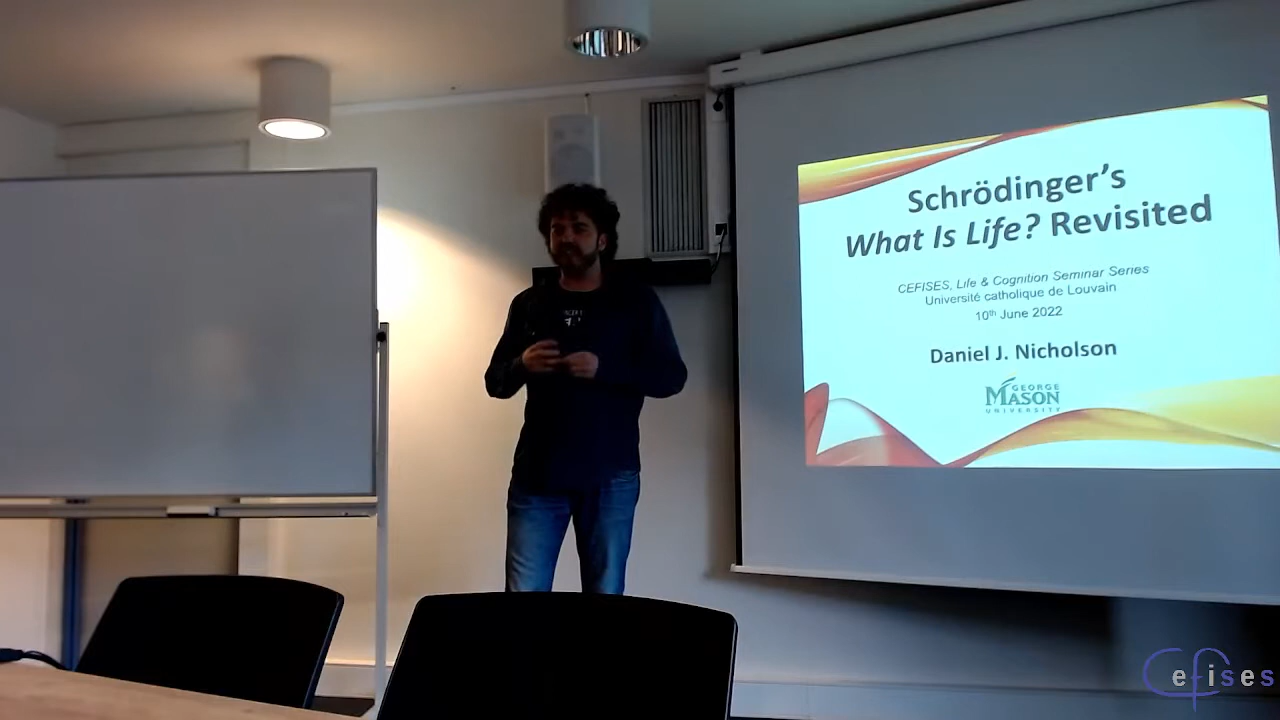 Schrödinger's
What Is Life? Revisited
CEFISES, Life & Cognition Seminar Series
Université catholique de Louvain
10th June 2022
Daniel J. Nicholson
GEORGE
MASON
UNIVERSITY
Cefises